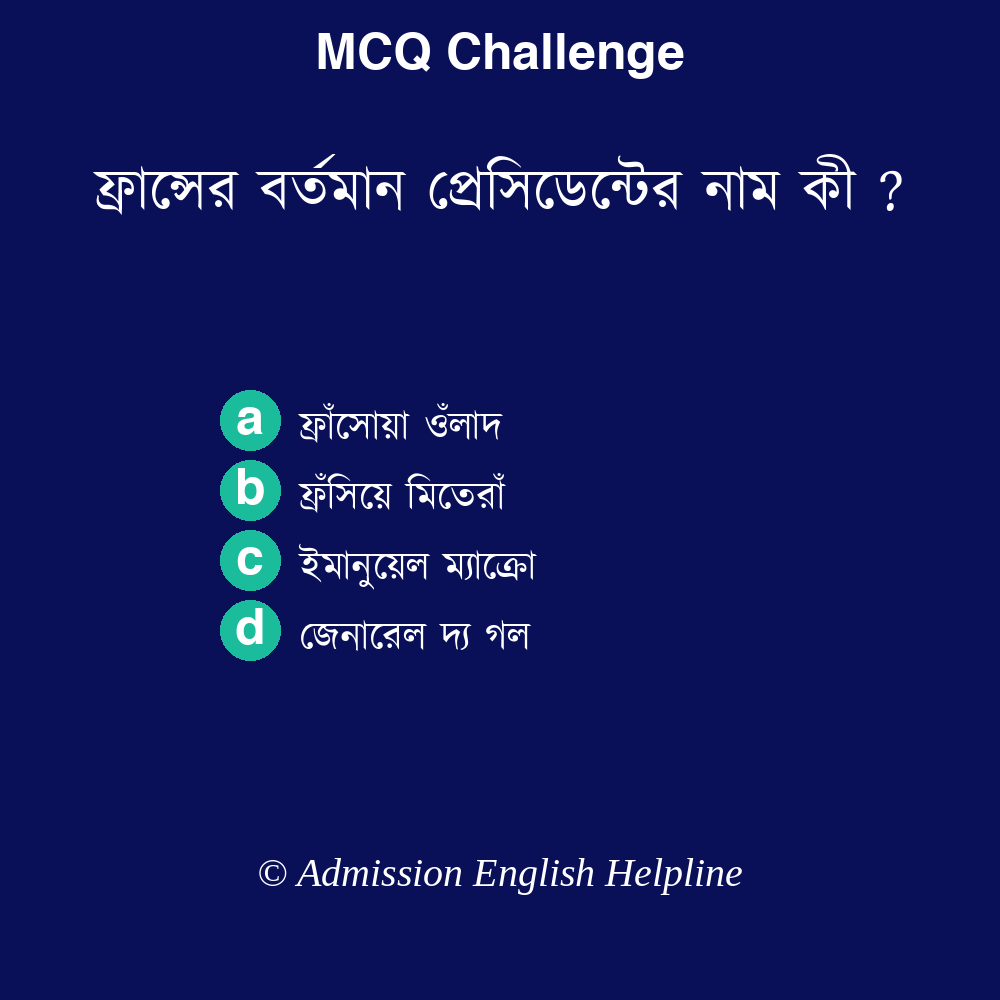 MCQ Challenge
ফ্রান্সের বর্তমান প্রেসিডেন্টের নাম কী ?
a ফ্রাঁসোয়া ওঁলাদ
b ফ্রঁসিয়ে মিতেরাঁ
c ইমানুয়েল ম্যাক্রো
d জেনারেল দ্য গল
© Admission English Helpline